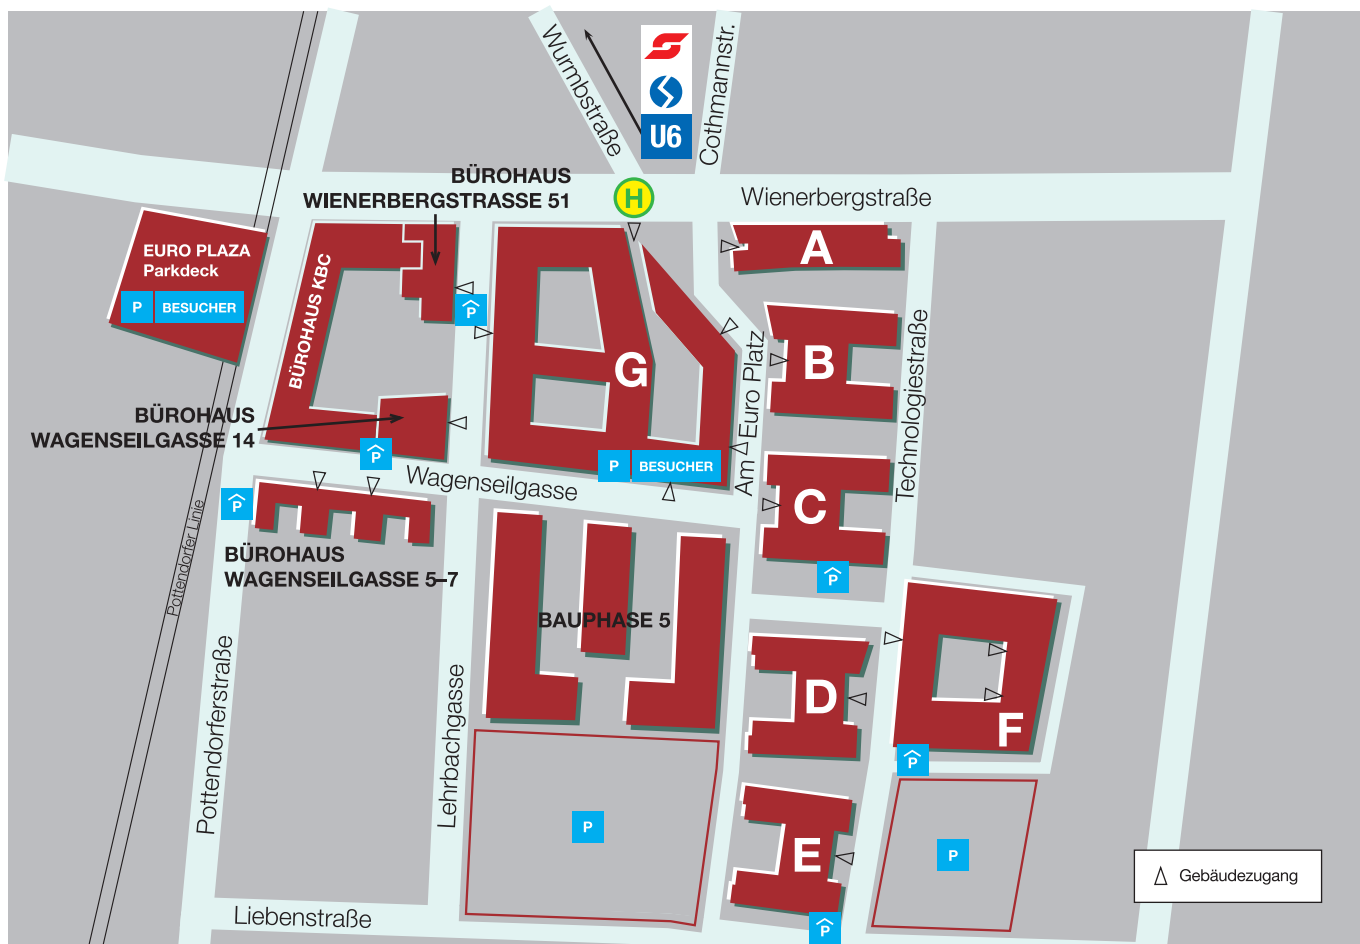 Wurmbstraße
U6
Cothmannstr.
BÜROHAUS
WIENERBERGSTRASSE 51
H
Wienerbergstraße
EURO PLAZA
Parkdeck
P BESUCHER
BÜROHAUS KBC
P
A
B
G
Am Euro Platz
Technologiestraße
BÜROHAUS
WAGENSEILGASSE 14
P
P BESUCHER
Wagenseilgasse
C
P
Pottendorfer Linie
BÜROHAUS
WAGENSEILGASSE 5–7
P
BAUPHASE 5
D
F
P
Pottendorferstraße
Lehrbachgasse
P
E
P
Gebäudezugang
Liebenstraße
P